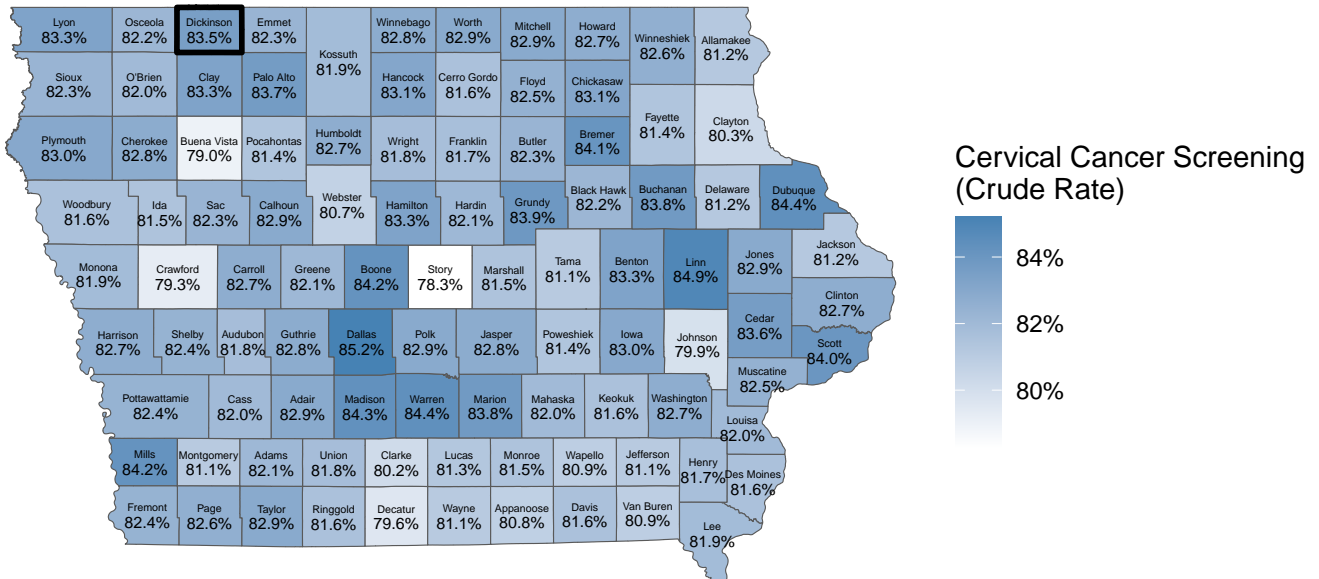 Lyon
83.3%
Osceola
82.2%
Dickinson
83.5%
Emmet
82.3%
Kossuth
81.9%
Winnebago
82.8%
Worth
82.9%
Mitchell
82.9%
Howard
82.7%
Winneshiek
82.6%
Allamakee
81.2%
Sioux
82.3%
O'Brien
82.0%
Clay
83.3%
Palo Alto
83.7%
Hancock
83.1%
Cerro Gordo
81.6%
Floyd
82.5%
Chickasaw
83.1%
Fayette
81.4%
Clayton
80.3%
Plymouth
83.0%
Cherokee
82.8%
Buena Vista
79.0%
Pocahontas
81.4%
Humboldt
82.7%
Wright
81.8%
Franklin
81.7%
Butler
82.3%
Bremer
84.1%
Woodbury
81.6%
Ida
81.5%
Sac
82.3%
Calhoun
82.9%
Webster
80.7%
Hamilton
83.3%
Hardin
82.1%
Grundy
83.9%
Black Hawk
82.2%
Buchanan
83.8%
Delaware
81.2%
Dubuque
84.4%
Monona
81.9%
Crawford
79.3%
Carroll
82.7%
Greene
82.1%
Boone
84.2%
Story
78.3%
Marshall
81.5%
Tama
81.1%
Benton
83.3%
Linn
84.9%
Jones
82.9%
Jackson
81.2%
Clinton
82.7%
Harrison
82.7%
Shelby
82.4%
Audubon
81.8%
Guthrie
82.8%
Dallas
85.2%
Polk
82.9%
Jasper
82.8%
Poweshiek
81.4%
Iowa
83.0%
Johnson
79.9%
Cedar
83.6%
Scott
84.0%
Muscatine
82.5%
Pottawattamie
82.4%
Cass
82.0%
Adair
82.9%
Madison
84.3%
Warren
84.4%
Marion
83.8%
Mahaska
82.0%
Keokuk
81.6%
Washington
82.7%
Louisa
82.0%
Mills
84.2%
Montgomery
81.1%
Adams
82.1%
Union
81.8%
Clarke
80.2%
Lucas
81.3%
Monroe
81.5%
Wapello
80.9%
Jefferson
81.1%
Henry
81.7%
Des Moines
81.6%
Fremont
82.4%
Page
82.6%
Taylor
82.9%
Ringgold
81.6%
Decatur
79.6%
Wayne
81.1%
Appanoose
80.8%
Davis
81.6%
Van Buren
80.9%
Lee
81.9%
Cervical Cancer Screening
(Crude Rate)
84%
82%
80%